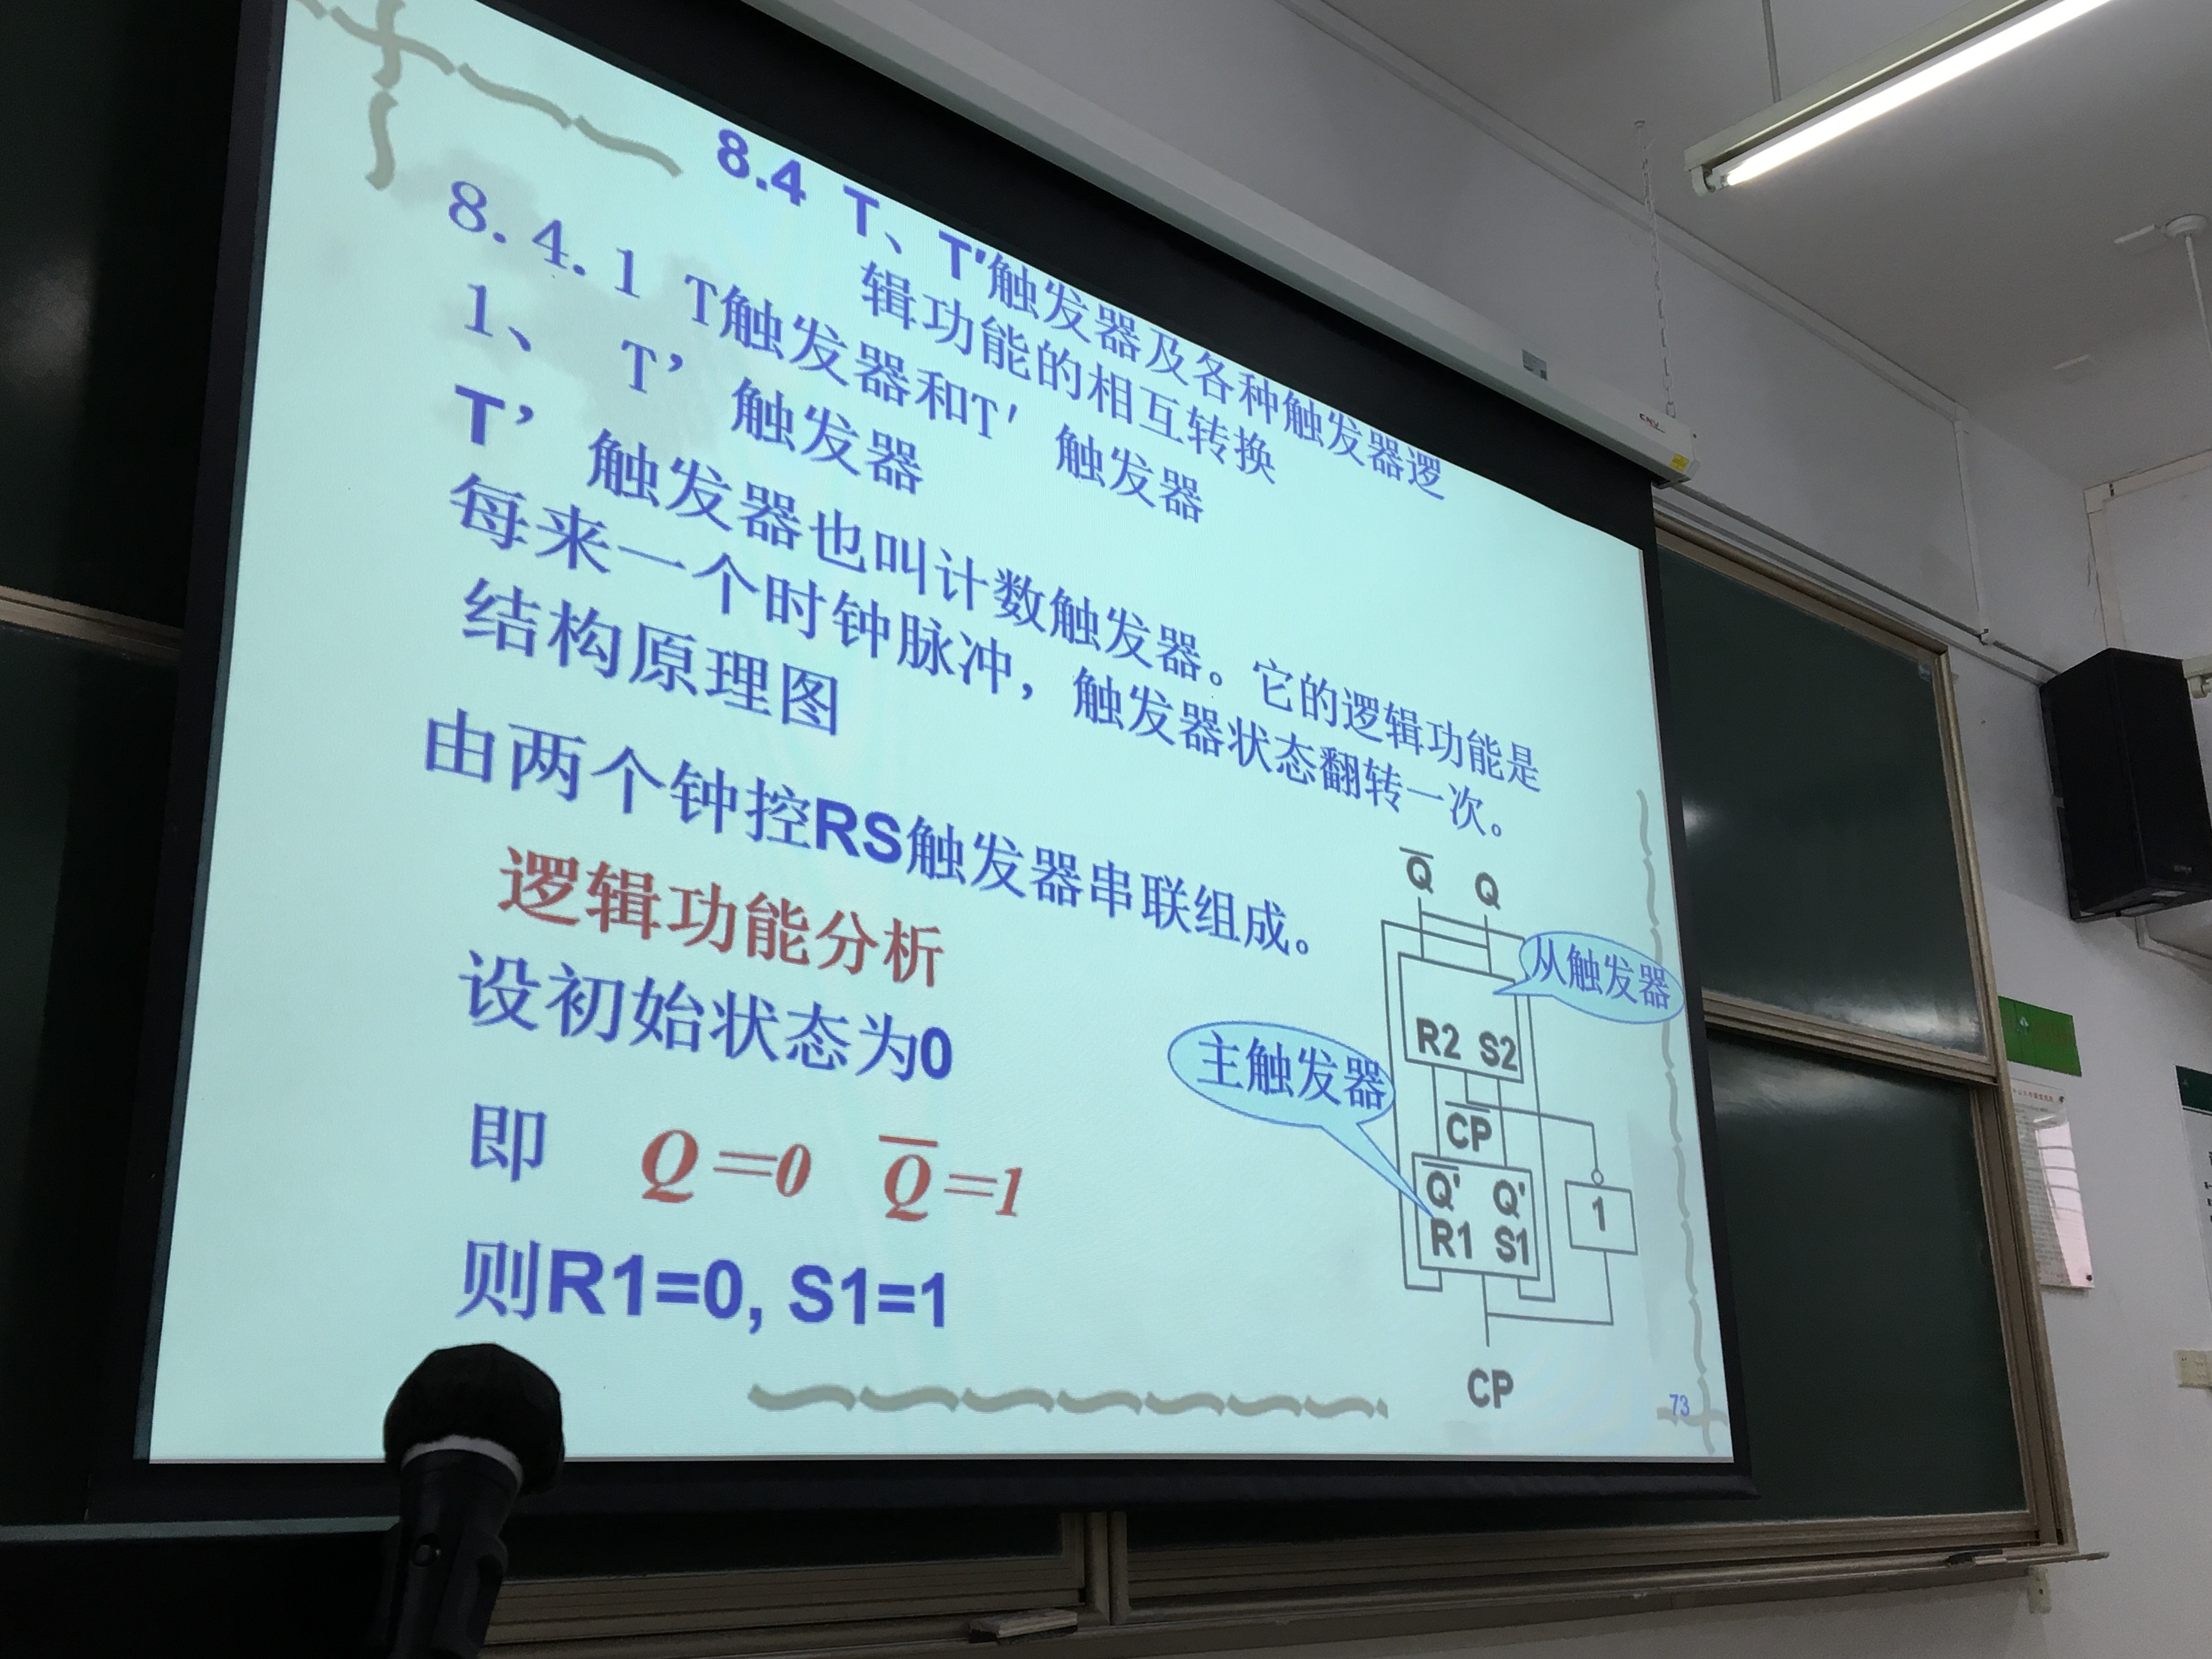 8.4 T、T'触发器及各种触发器逻
辑功能的相互转换
8.4.1 T触发器和T'触发器
1、 T’触发器
T’触发器也叫计数触发器。它的逻辑功能是
每来一个时钟脉冲，触发器状态翻转一次。
结构原理图
由两个钟控RS触发器串联组成。
逻辑功能分析
设初始状态为0
即 Q=0 Q̅=1
则R1=0, S1=1
Q̅ Q
从触发器
R2 S2
主触发器
C̅P̅
Q̅' Q'
R1 S1
1
CP
73